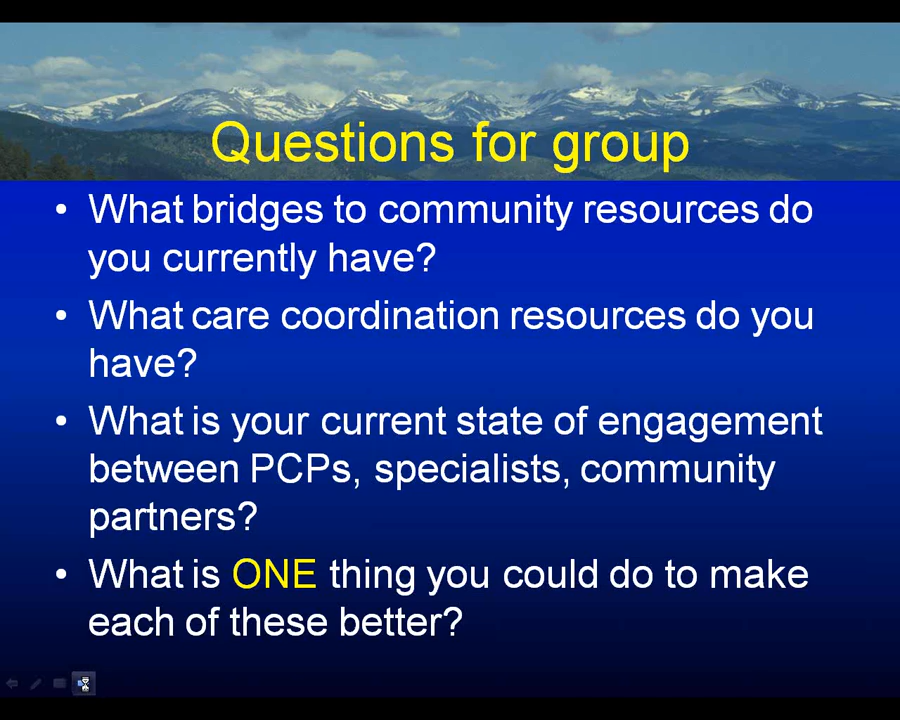 Questions for group
• What bridges to community resources do
you currently have?
• What care coordination resources do you
have?
• What is your current state of engagement
between PCPs, specialists, community
partners?
• What is ONE thing you could do to make
each of these better?